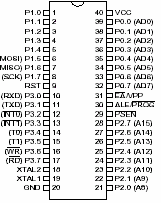 P1.0 1 40 VCC
P1.1 2 39 P0.0 (AD0)
P1.2 3 38 P0.1 (AD1)
P1.3 4 37 P0.2 (AD2)
P1.4 5 36 P0.3 (AD3)
MOSI) P1.5 6 35 P0.4 (AD4)
MISO) P1.6 7 34 P0.5 (AD5)
(SCK) P1.7 8 33 P0.6 (AD6)
RST 9 32 P0.7 (AD7)
(RXD) P3.0 10 31 EA/VPP
(TXD) P3.1 11 30 ALE/PROG
(INT0) P3.2 12 29 PSEN
(INT1) P3.3 13 28 P2.7 (A15)
(T0) P3.4 14 27 P2.6 (A14)
(T1) P3.5 15 26 P2.5 (A13)
(WR) P3.6 16 25 P2.4 (A12)
(RD) P3.7 17 24 P2.3 (A11)
XTAL2 18 23 P2.2 (A10)
XTAL1 19 22 P2.1 (A9)
GND 20 21 P2.0 (A8)